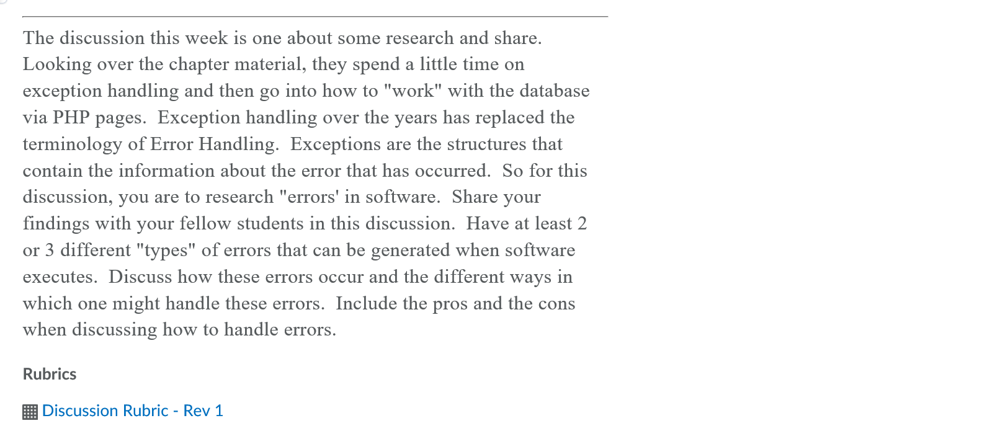 The discussion this week is one about some research and share.
Looking over the chapter material, they spend a little time on
exception handling and then go into how to "work" with the database
via PHP pages.  Exception handling over the years has replaced the
terminology of Error Handling.  Exceptions are the structures that
contain the information about the error that has occurred.  So for this
discussion, you are to research "errors' in software.  Share your
findings with your fellow students in this discussion.  Have at least 2
or 3 different "types" of errors that can be generated when software
executes.  Discuss how these errors occur and the different ways in
which one might handle these errors.  Include the pros and the cons
when discussing how to handle errors.
Rubrics
Discussion Rubric - Rev 1